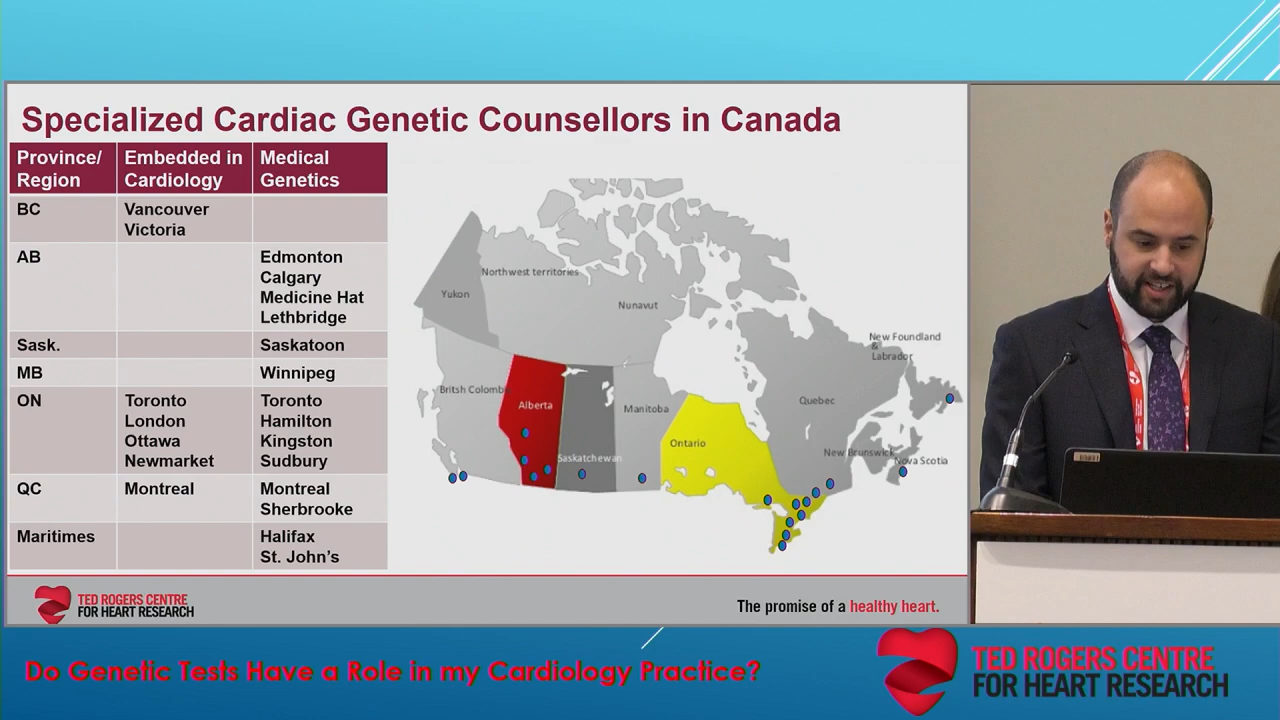 Specialized Cardiac Genetic Counsellors in Canada
Province/ Region
Embedded in Cardiology
Medical Genetics
BC
Vancouver
Victoria
AB
Edmonton
Calgary
Medicine Hat
Lethbridge
Sask.
Saskatoon
MB
Winnipeg
ON
Toronto
London
Ottawa
Newmarket
Toronto
Hamilton
Kingston
Sudbury
QC
Montreal
Montreal
Sherbrooke
Maritimes
Halifax
St. John's
Northwest territories
Yukon
Nunavut
New Foundland
&
Labrador
Britsh Colomb
Alberta
Manitoba
Quebec
Ontario
Saskatchewan
New Brunswick
Nova Scotia
TED ROGERS CENTRE
FOR HEART RESEARCH
The promise of a healthy heart.
Do Genetic Tests Have a Role in my Cardiology Practice?
TED ROGERS CENTRE
FOR HEART RESEARCH